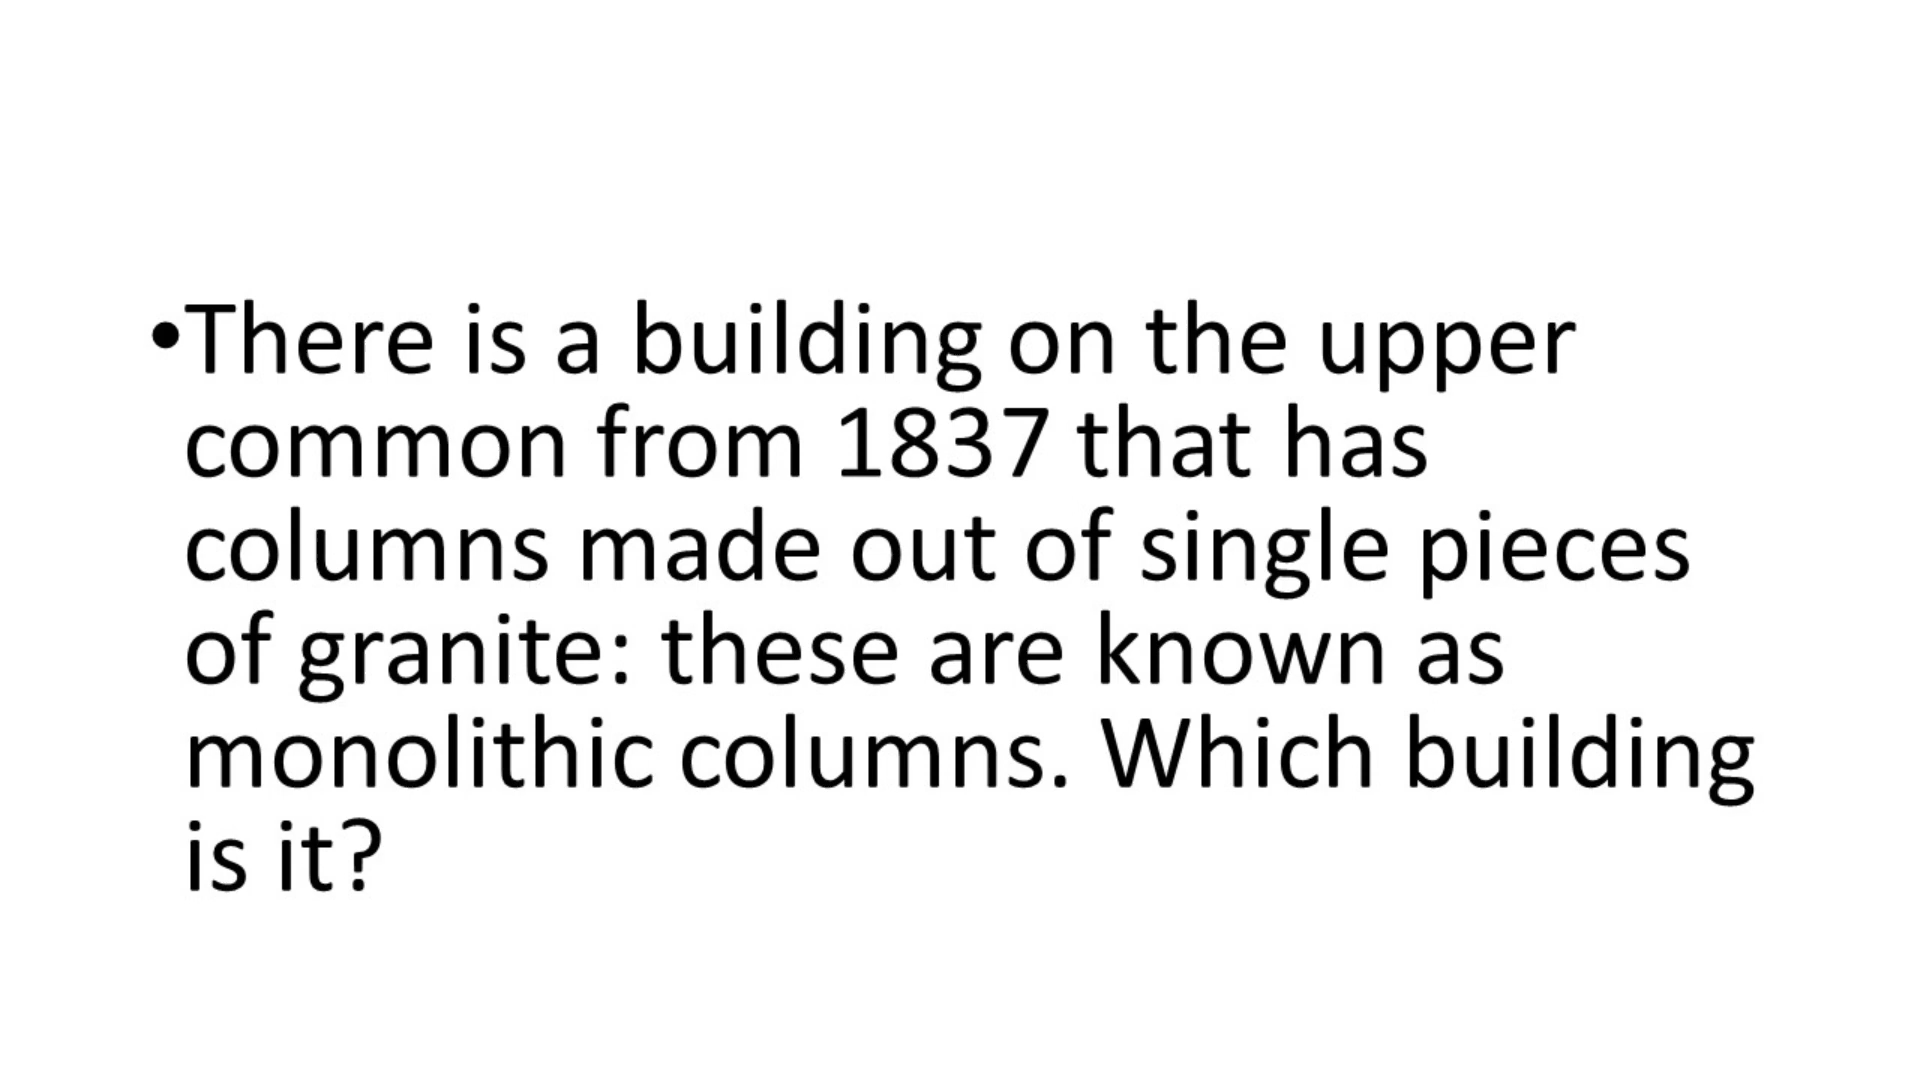 •There is a building on the upper
common from 1837 that has
columns made out of single pieces
of granite: these are known as
monolithic columns. Which building
is it?